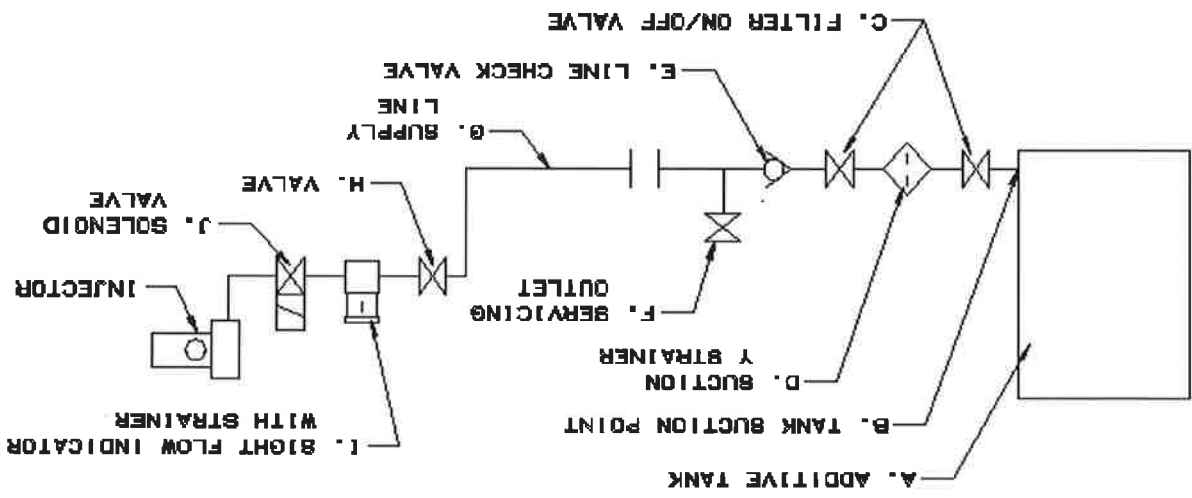 A. ADDITIVE TANK
B. TANK SUCTION POINT
D. SUCTION
Y STRAINER
F. SERVICING
OUTLET
I. SIGHT FLOW INDICATOR
WITH STRAINER
INJECTOR
J. SOLENOID
VALVE
H. VALVE
G. SUPPLY
LINE
E. LINE CHECK VALVE
C. FILTER ON/OFF VALVE